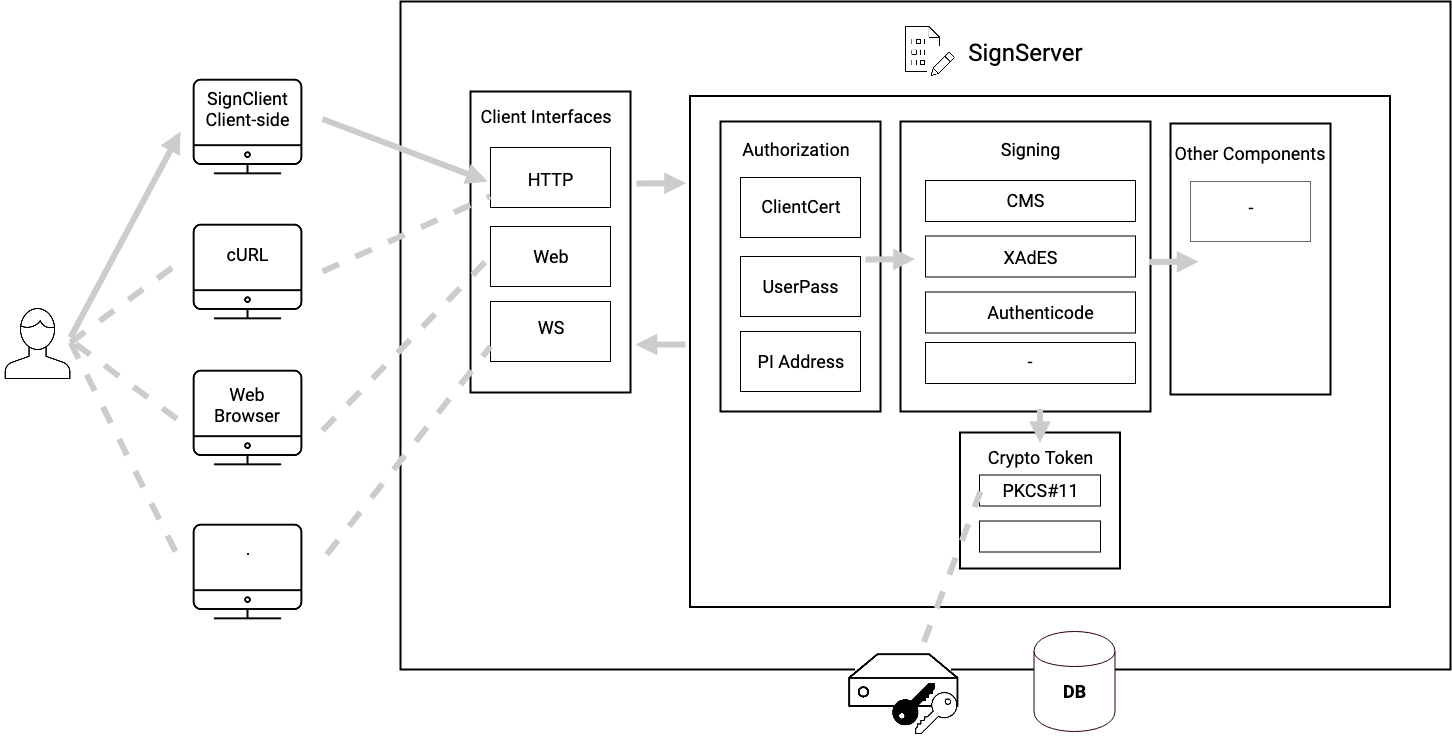 SignServer
SignClient
Client-side
cURL
Web
Browser
.
Client Interfaces
HTTP
Web
WS
Authorization
ClientCert
UserPass
PI Address
Signing
CMS
XAdES
Authenticode
-
Other Components
-
Crypto Token
PKCS#11
DB